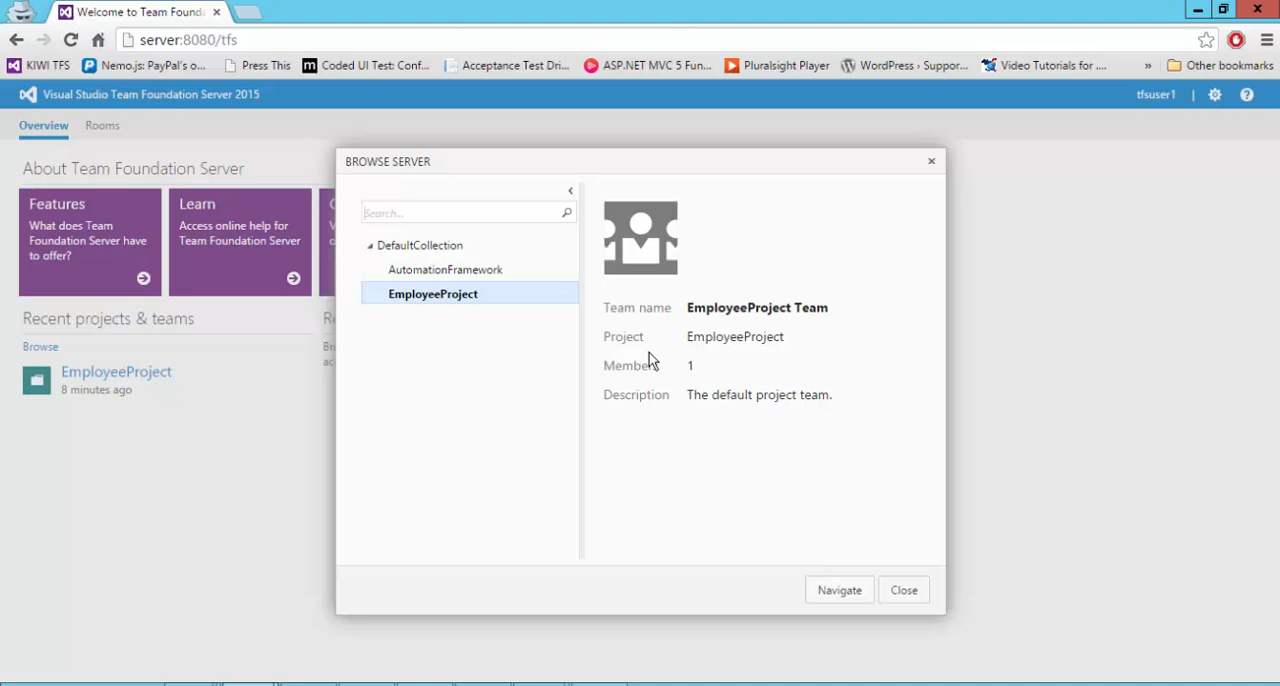 Welcome to Team Founda
server:8080/tfs
KIWI TFS Nemo.js: PayPal's o... Press This Coded UI Test: Conf... Acceptance Test Dri... ASP.NET MVC 5 Fun... Pluralsight Player WordPress › Suppor... Video Tutorials for .... » Other bookmarks
Visual Studio Team Foundation Server 2015 tfsuser1 |
Overview Rooms
About Team Foundation Server
Features
What does Team
Foundation Server have
to offer?
Learn
Access online help for
Team Foundation Server
Recent projects & teams
Browse
EmployeeProject
8 minutes ago
BROWSE SERVER
Search...
DefaultCollection
AutomationFramework
EmployeeProject
Team name EmployeeProject Team
Project EmployeeProject
Member 1
Description The default project team.
Navigate Close